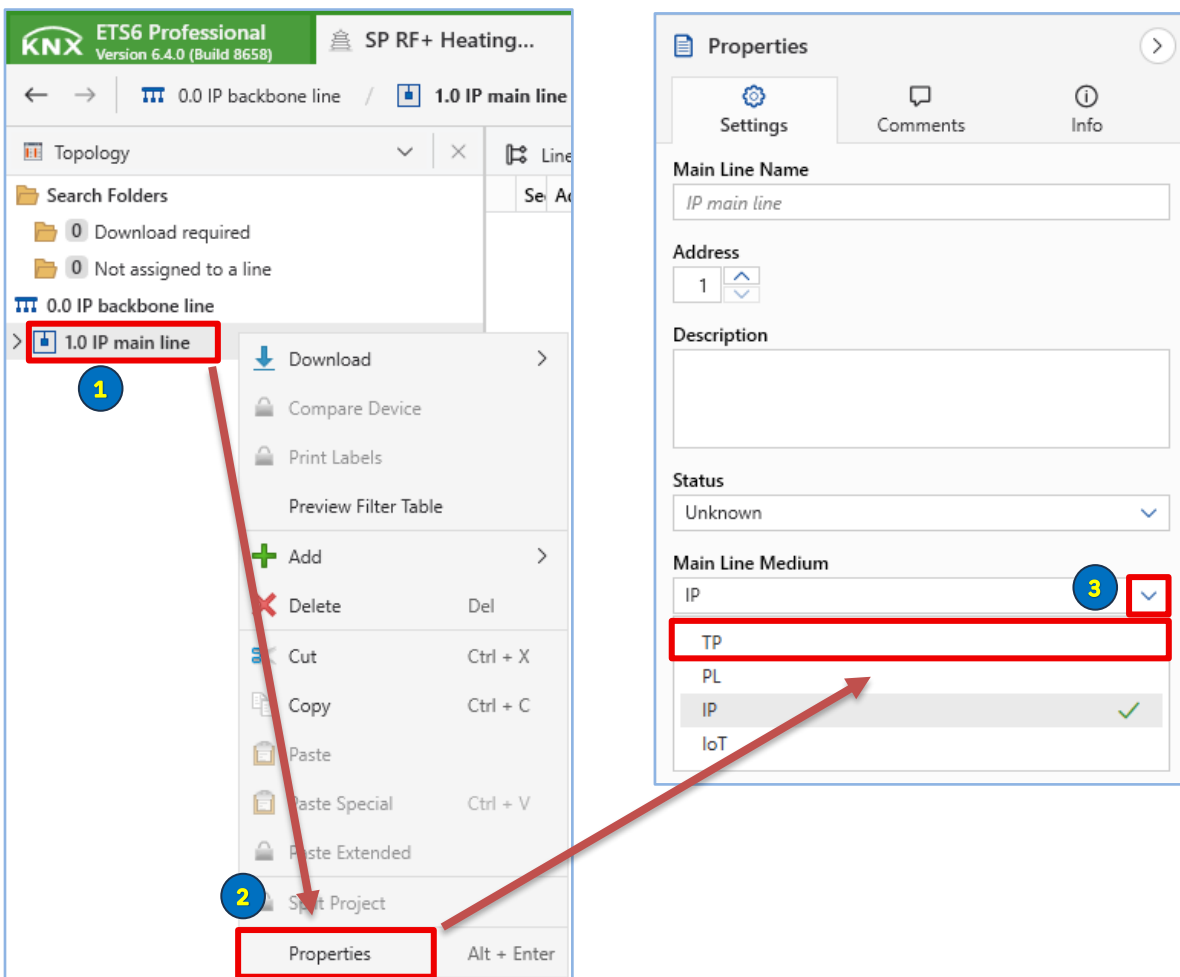 KNX
ETS6 Professional
Version 6.4.0 (Build 8658)
SP RF+ Heating...
0.0 IP backbone line / 1.0 IP main line
Topology
Line
Search Folders
Se Ad
0 Download required
0 Not assigned to a line
0.0 IP backbone line
1.0 IP main line
1
Download
Compare Device
Print Labels
Preview Filter Table
Add
Delete Del
Cut Ctrl + X
Copy Ctrl + C
Paste
Paste Special Ctrl + V
Paste Extended
2
Split Project
Properties Alt + Enter
Properties
Settings
Comments
Info
Main Line Name
IP main line
Address
1
Description
Status
Unknown
Main Line Medium
3
IP
TP
PL
IP
IoT